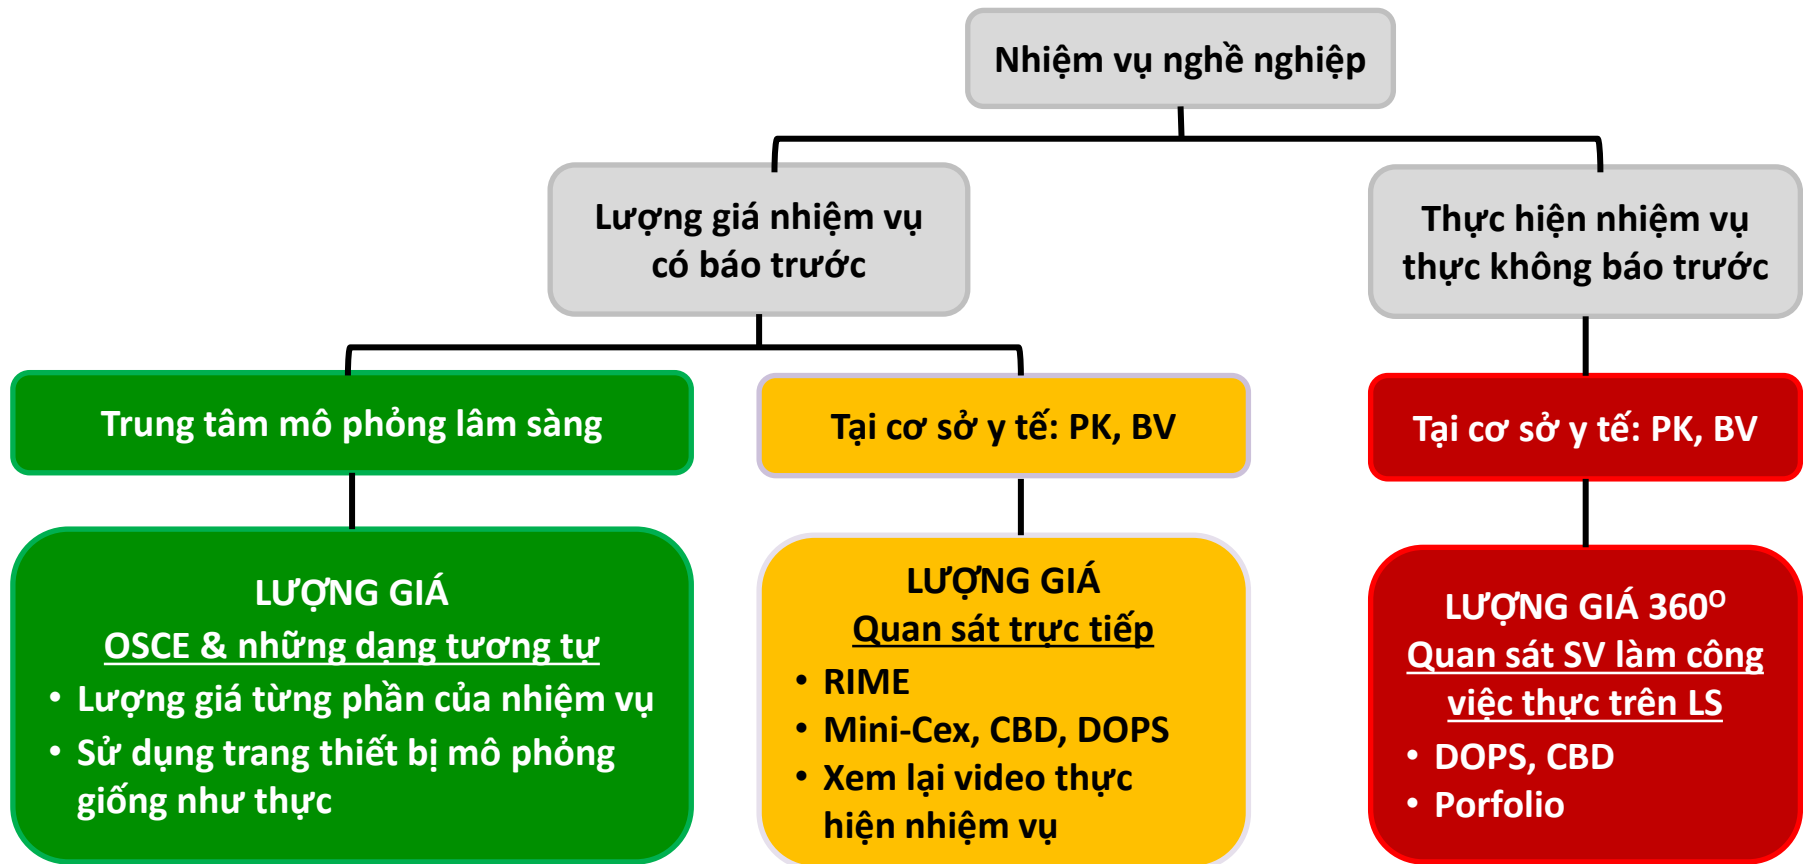 Nhiệm vụ nghề nghiệp
Lượng giá nhiệm vụ
có báo trước
Thực hiện nhiệm vụ
thực không báo trước
Trung tâm mô phỏng lâm sàng
Tại cơ sở y tế: PK, BV
Tại cơ sở y tế: PK, BV
LƯỢNG GIÁ
OSCE & những dạng tương tự
• Lượng giá từng phần của nhiệm vụ
• Sử dụng trang thiết bị mô phỏng
giống như thực
LƯỢNG GIÁ
Quan sát trực tiếp
• RIME
• Mini-Cex, CBD, DOPS
• Xem lại video thực
hiện nhiệm vụ
LƯỢNG GIÁ 360⁰
Quan sát SV làm công
việc thực trên LS
• DOPS, CBD
• Porfolio